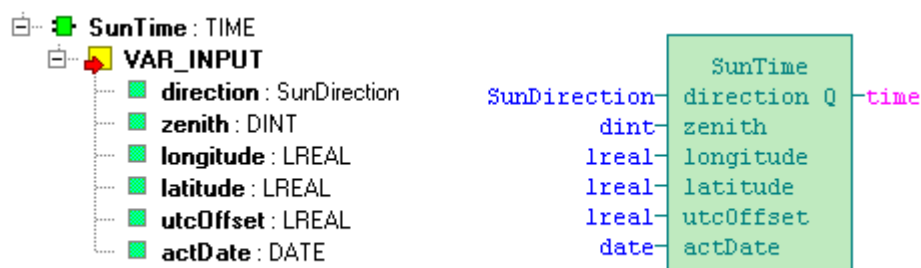 SunTime : TIME
VAR_INPUT
direction : SunDirection
zenith : DINT
longitude : LREAL
latitude : LREAL
utcOffset : LREAL
actDate : DATE
SunTime
SunDirection direction Q time
dint zenith
lreal longitude
lreal latitude
lreal utcOffset
date actDate